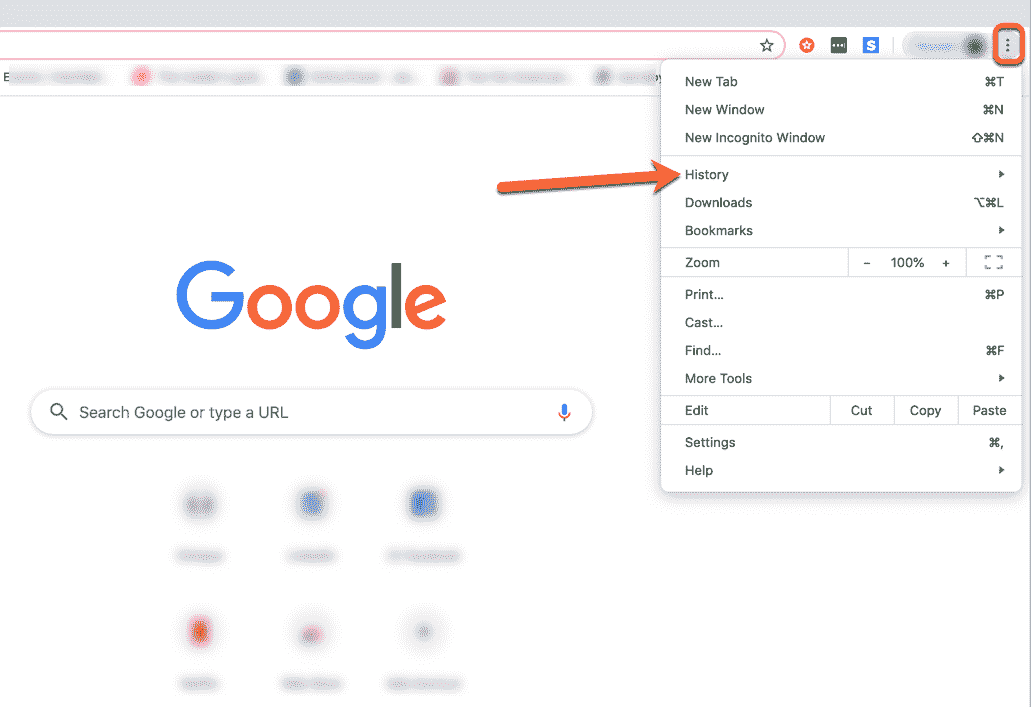 S
New Tab ⌘T
New Window ⌘N
New Incognito Window ⇧⌘N
History
Downloads ⌥⌘L
Bookmarks
Zoom - 100% +
Print... ⌘P
Cast...
Find... ⌘F
More Tools
Edit Cut Copy Paste
Settings ⌘,
Help
Google
Search Google or type a URL